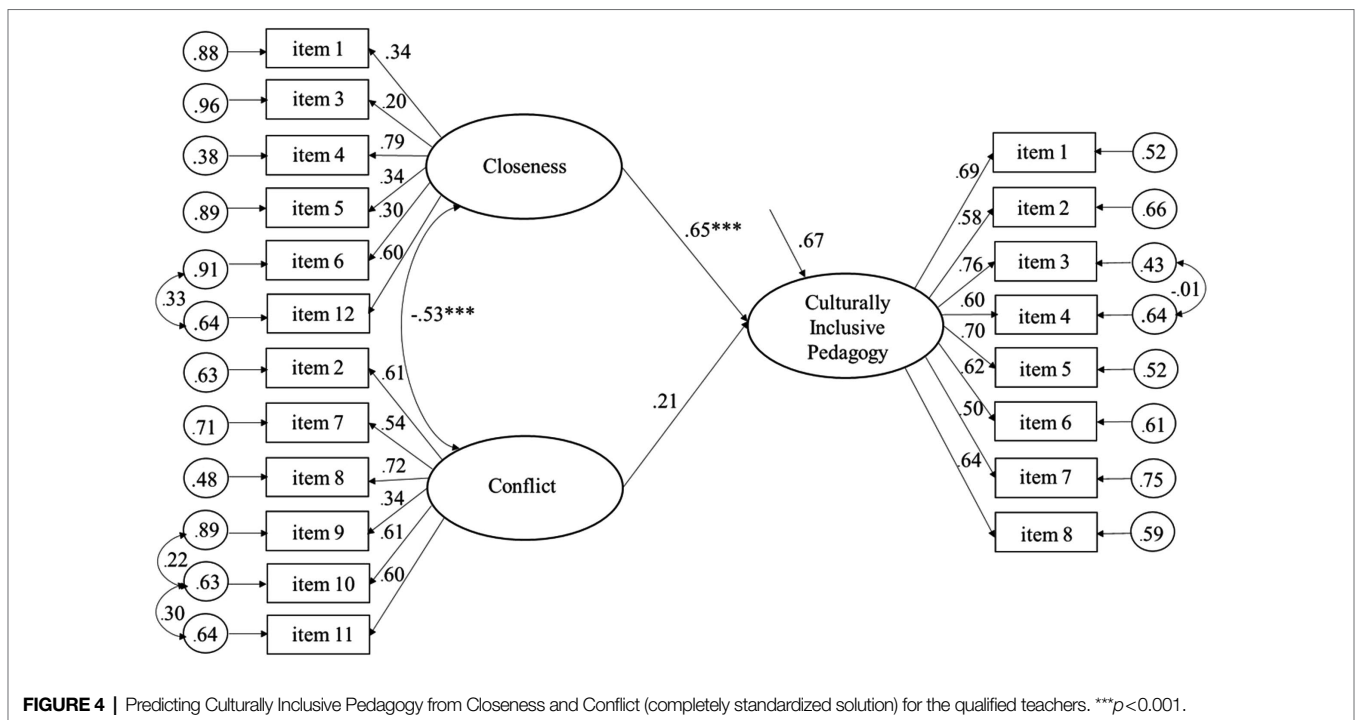 .88
item 1
.34
.96
item 3
.20
.38
item 4
.79
.89
item 5
.34
.91
item 6
.30
.33
.64
item 12
.60
Closeness
-.53***
.63
item 2
.61
.71
item 7
.54
.48
item 8
.72
.89
item 9
.34
.22
.63
item 10
.61
.30
.64
item 11
.60
Conflict
.65***
.21
.67
Culturally
Inclusive
Pedagogy
.69
item 1
.52
.58
item 2
.66
.76
item 3
.43
-.01
.60
item 4
.64
.70
item 5
.52
.62
item 6
.61
.50
item 7
.75
.64
item 8
.59
FIGURE 4 | Predicting Culturally Inclusive Pedagogy from Closeness and Conflict (completely standardized solution) for the qualified teachers. ***p<0.001.